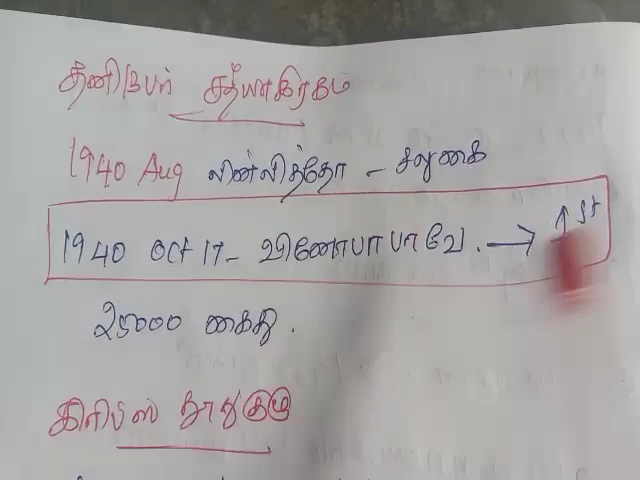 தனிநபர் சத்யாகிரகம்
1940 Aug லின்லித்தோ - சலுகை
1940 Oct 17 - வினோபாபாவே. → 1st
25000 கைது.
கிரிப்ஸ் தூதுகுழு